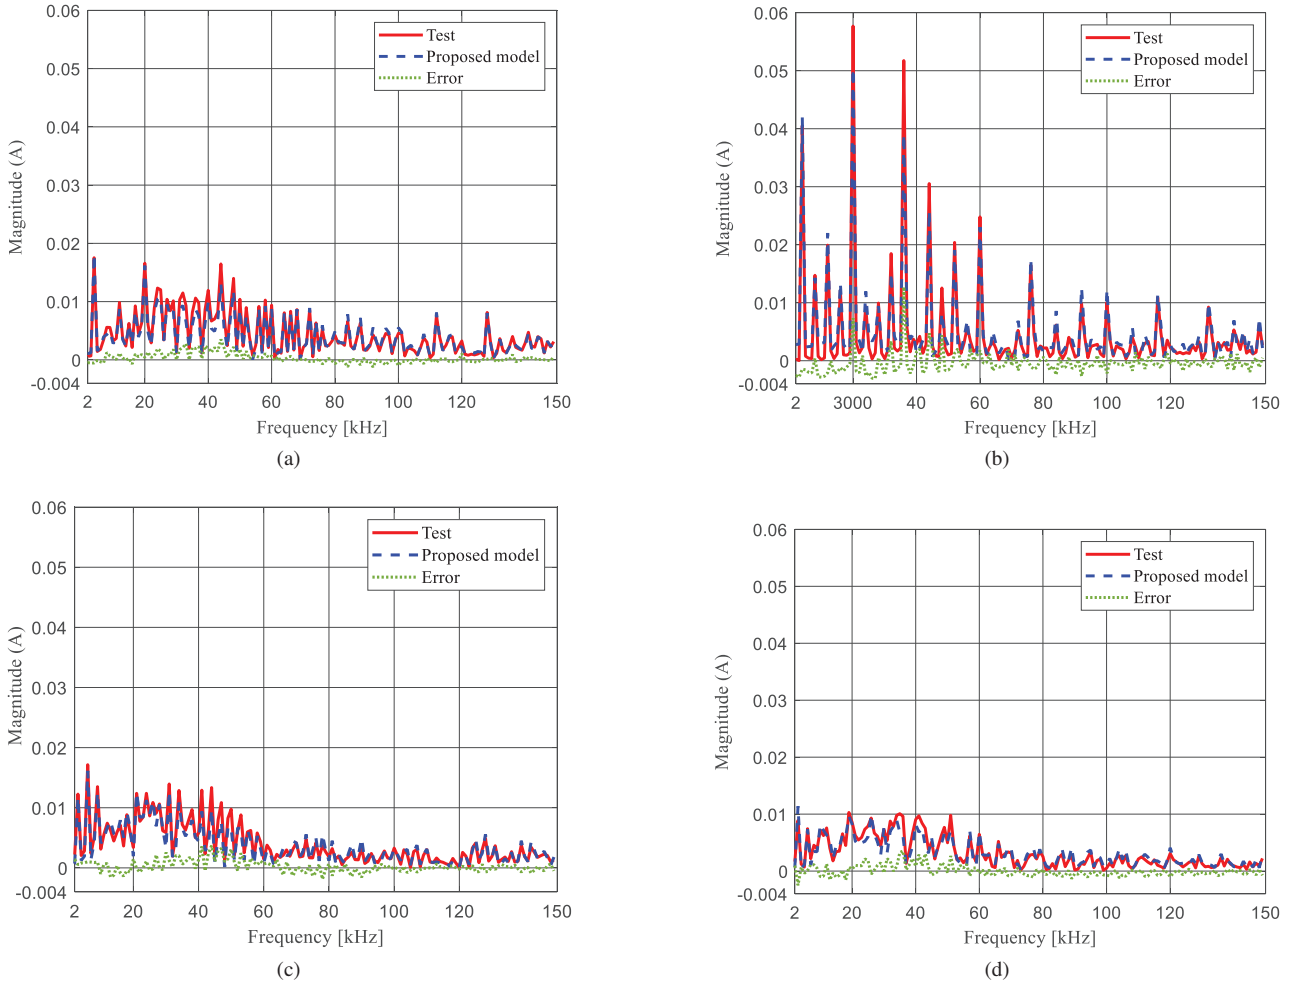 0.06
0.05
0.04
0.03
0.02
0.01
0
-0.004
Magnitude (A)
Test
Proposed model
Error
2 20 40 60 80 100 120 150
Frequency [kHz]
(a)
0.06
0.05
0.04
0.03
0.02
0.01
0
-0.004
Magnitude (A)
Test
Proposed model
Error
2 3000 40 60 80 100 120 150
Frequency [kHz]
(b)
0.06
0.05
0.04
0.03
0.02
0.01
0
-0.004
Magnitude (A)
Test
Proposed model
Error
2 20 40 60 80 100 120 150
Frequency [kHz]
(c)
0.06
0.05
0.04
0.03
0.02
0.01
0
-0.004
Magnitude (A)
Test
Proposed model
Error
2 20 40 60 80 100 120 150
Frequency [kHz]
(d)